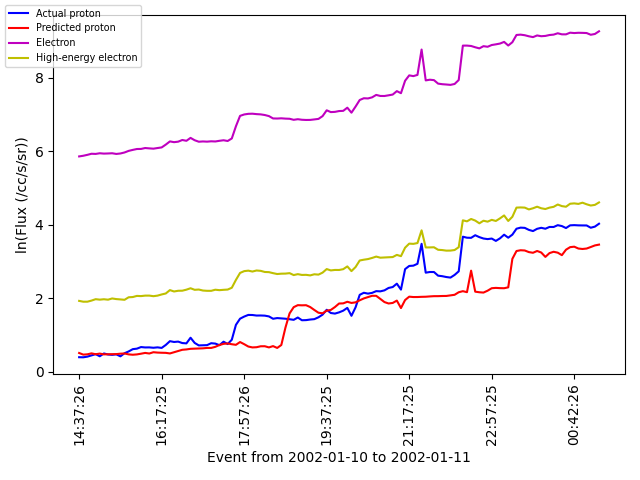 Actual proton
Predicted proton
Electron
High-energy electron
ln(Flux (/cc/s/sr))
8
6
4
2
0
14:37:26
16:17:25
17:57:26
19:37:25
21:17:25
22:57:25
00:42:26
Event from 2002-01-10 to 2002-01-11